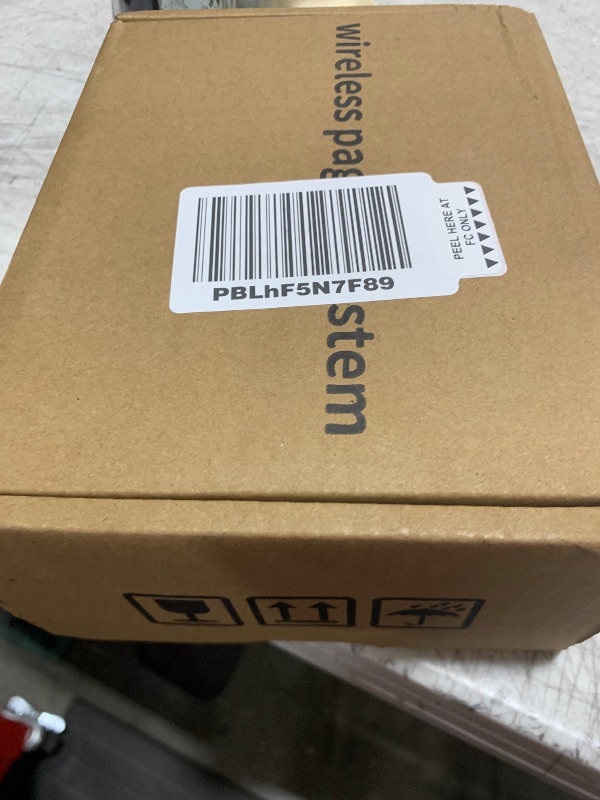 wireless pag
stem
PBLhF5N7F89
PEEL HERE AT
FC ONLY